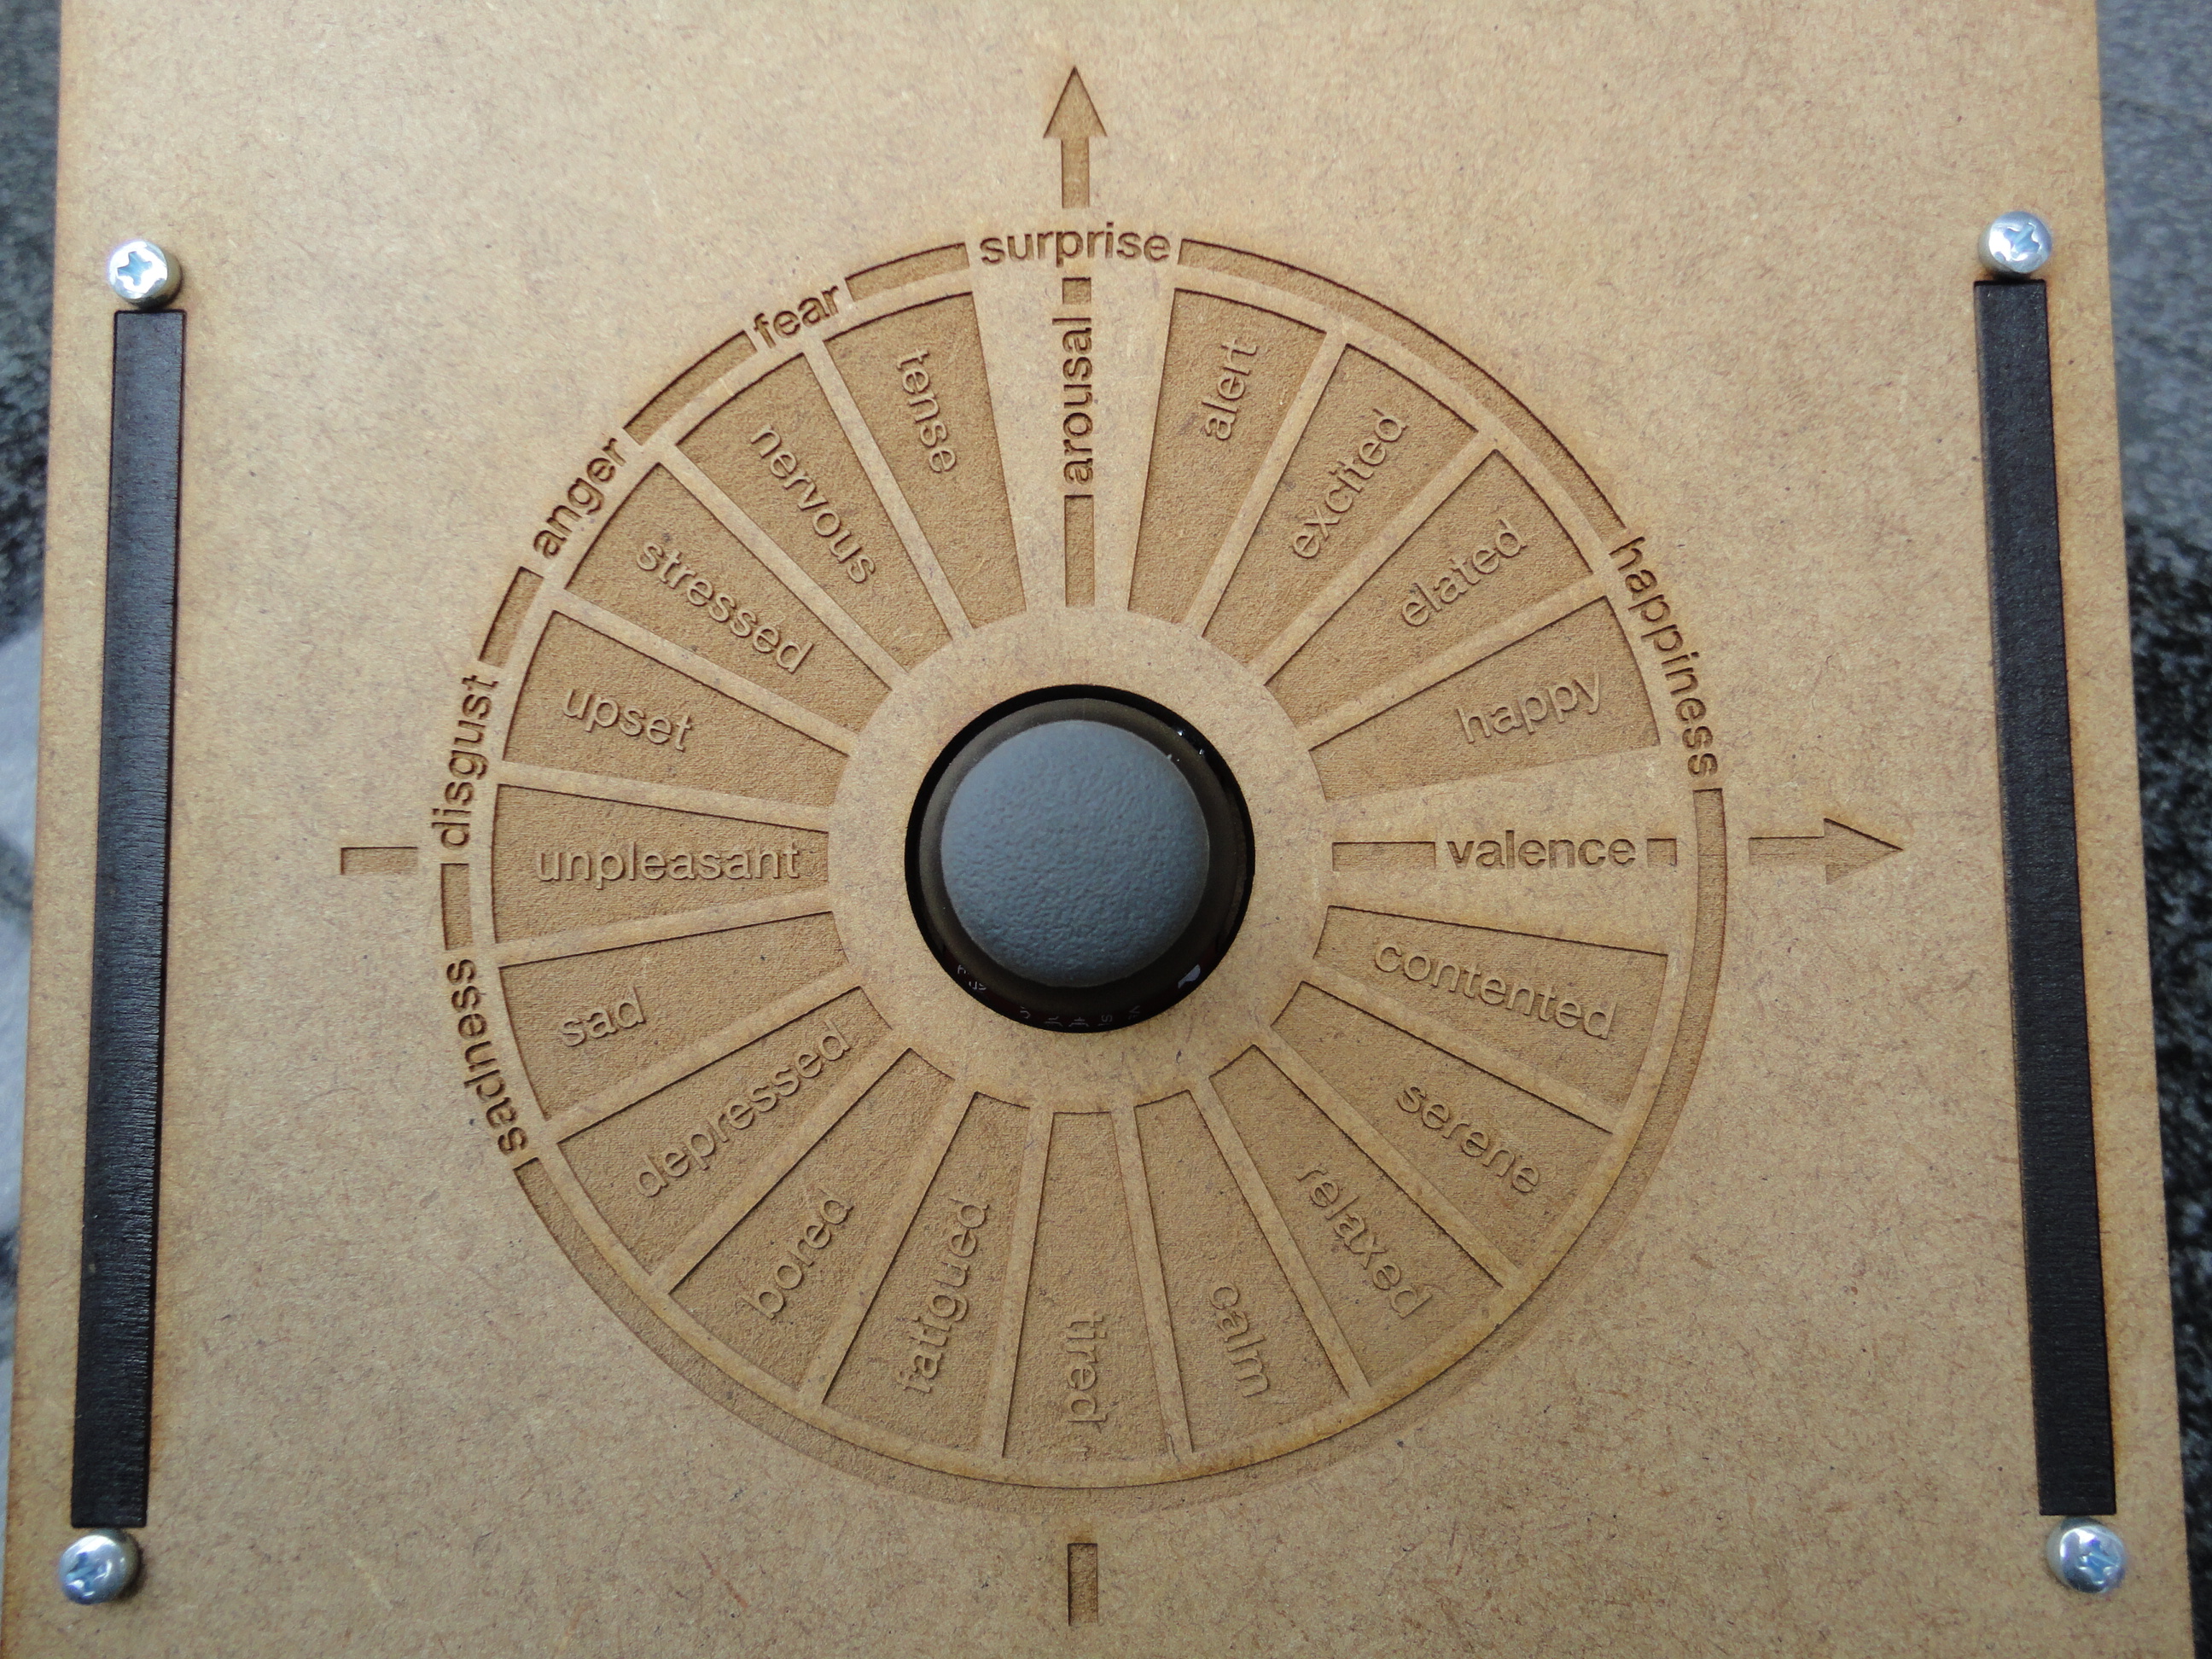 surprise
fear
anger
disgust
sadness
happiness
arousal
valence
alert
excited
elated
happy
contented
serene
relaxed
calm
tired
fatigued
bored
depressed
sad
unpleasant
upset
stressed
nervous
tense